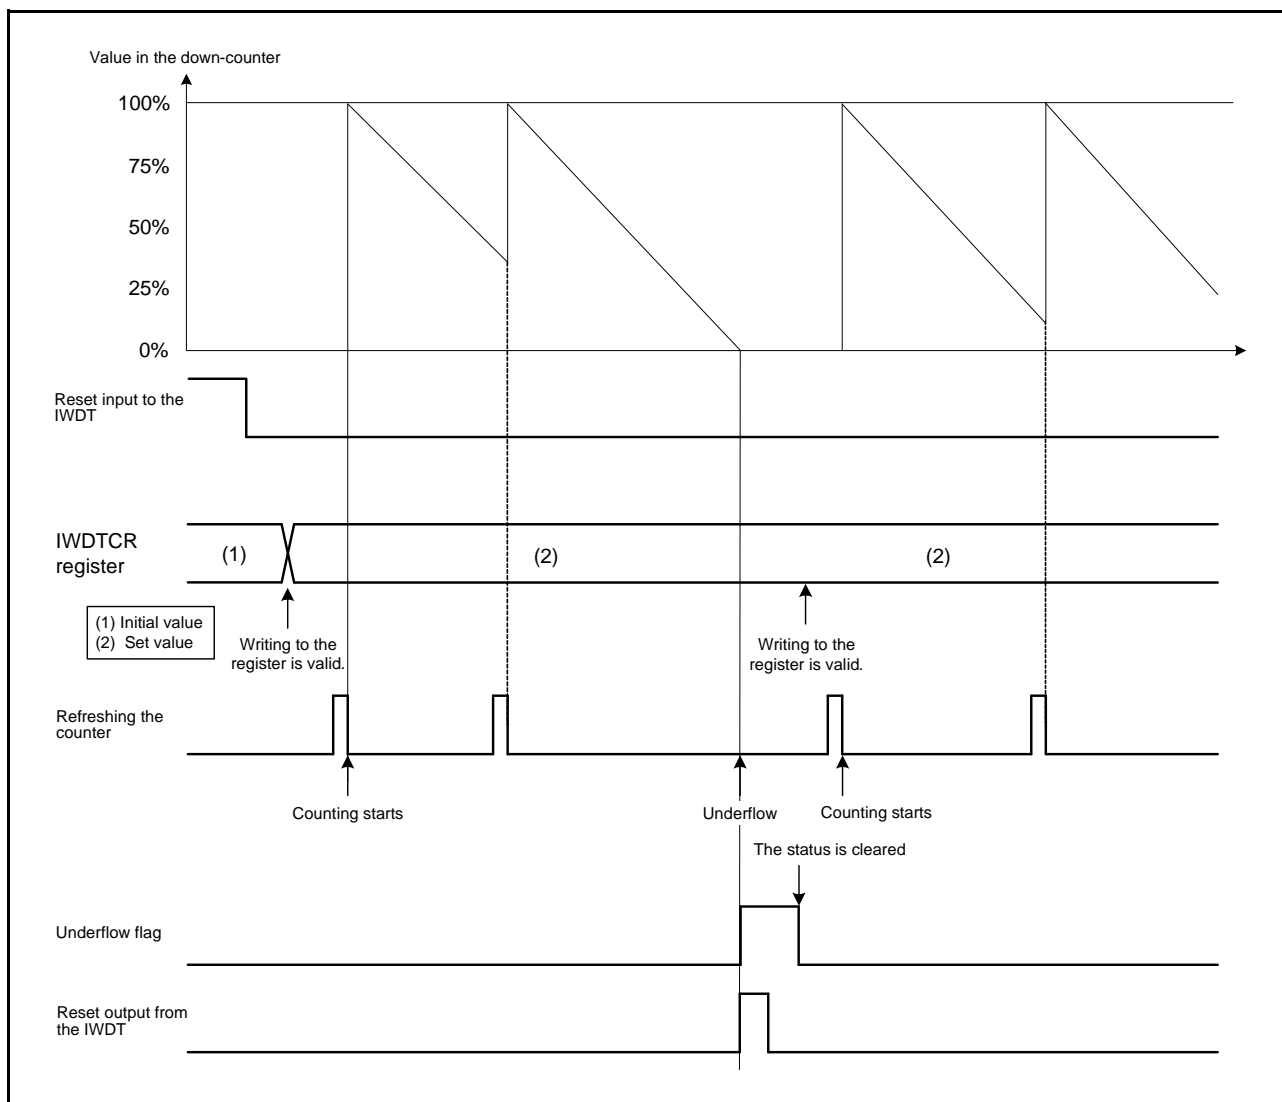 Value in the down-counter
100%
75%
50%
25%
0%
Reset input to the
IWDT
IWDTCR
register
(1)
(2)
(2)
(1) Initial value
(2) Set value
Writing to the
register is valid.
Writing to the
register is valid.
Refreshing the
counter
Counting starts
Underflow
Counting starts
The status is cleared
Underflow flag
Reset output from
the IWDT